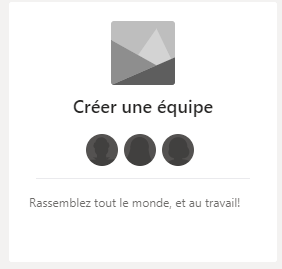 Créer une équipe
Rassemblez tout le monde, et au travail!